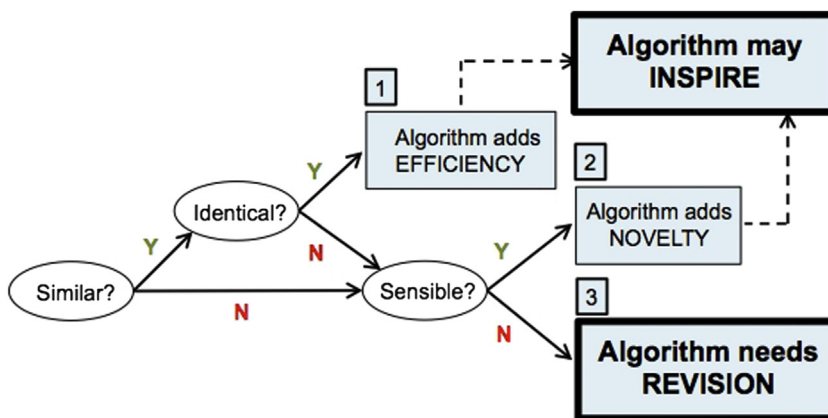 Algorithm may
INSPIRE
1
Algorithm adds
EFFICIENCY
2
Y
Identical?
Algorithm adds
NOVELTY
Y
N
Y
Similar?
N
Sensible?
3
N
Algorithm needs
REVISION